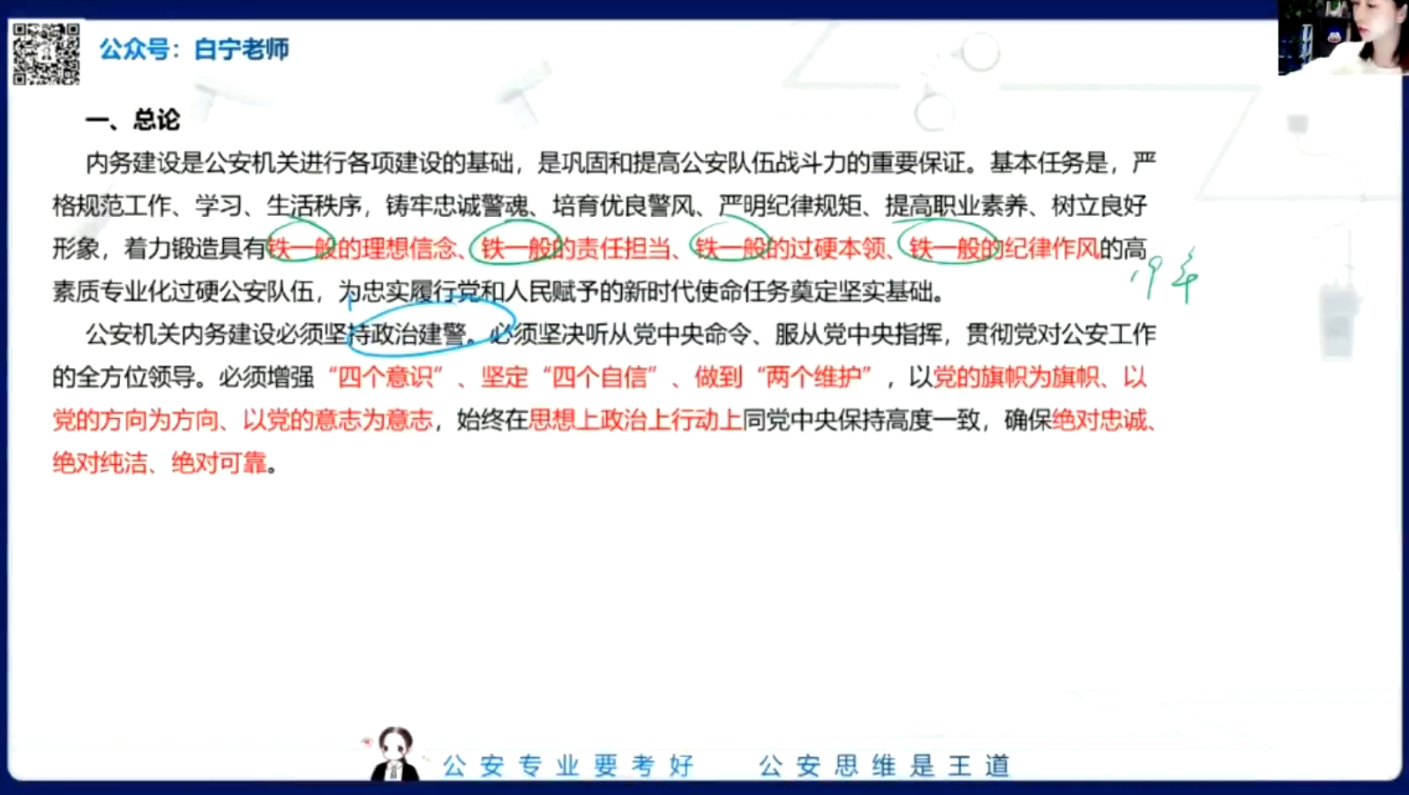 公众号：白宁老师
一、总论
内务建设是公安机关进行各项建设的基础，是巩固和提高公安队伍战斗力的重要保证。基本任务是，严
格规范工作、学习、生活秩序，铸牢忠诚警魂、培育优良警风、严明纪律规矩、提高职业素养、树立良好
形象，着力锻造具有铁一般的理想信念、铁一般的责任担当、铁一般的过硬本领、铁一般的纪律作风的高
19年
素质专业化过硬公安队伍，为忠实履行党和人民赋予的新时代使命任务奠定坚实基础。
公安机关内务建设必须坚持政治建警。必须坚决听从党中央命令、服从党中央指挥，贯彻党对公安工作
的全方位领导。必须增强“四个意识”、坚定“四个自信”、做到“两个维护”，以党的旗帜为旗帜、以
党的方向为方向、以党的意志为意志，始终在思想上政治上行动上同党中央保持高度一致，确保绝对忠诚、
绝对纯洁、绝对可靠。
公安专业要考好 公安思维是王道